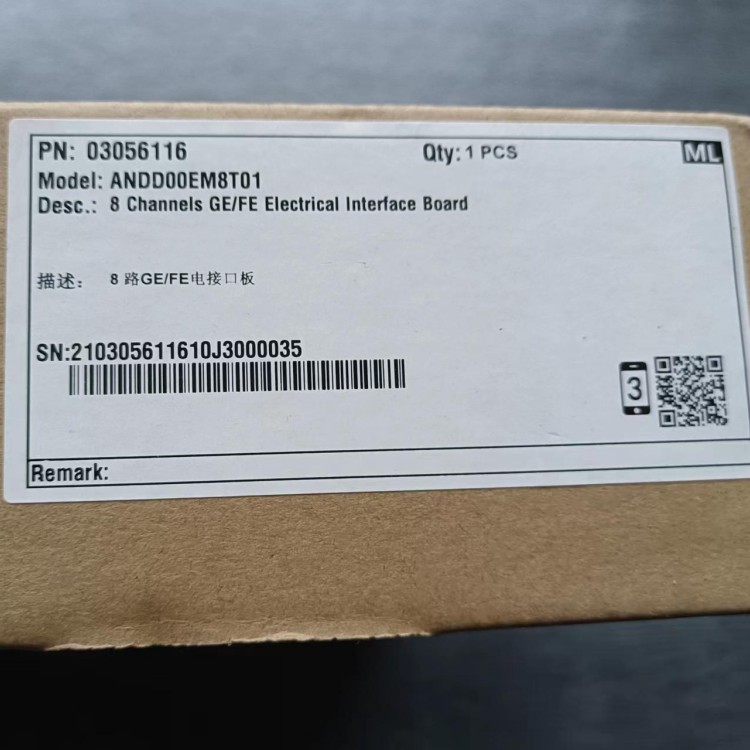 PN: 03056116 Qty: 1 PCS ML
Model: ANDD00EM8T01
Desc.: 8 Channels GE/FE Electrical Interface Board
描述: 8 路GE/FE电接口板
SN:210305611610J3000035
3
Remark: